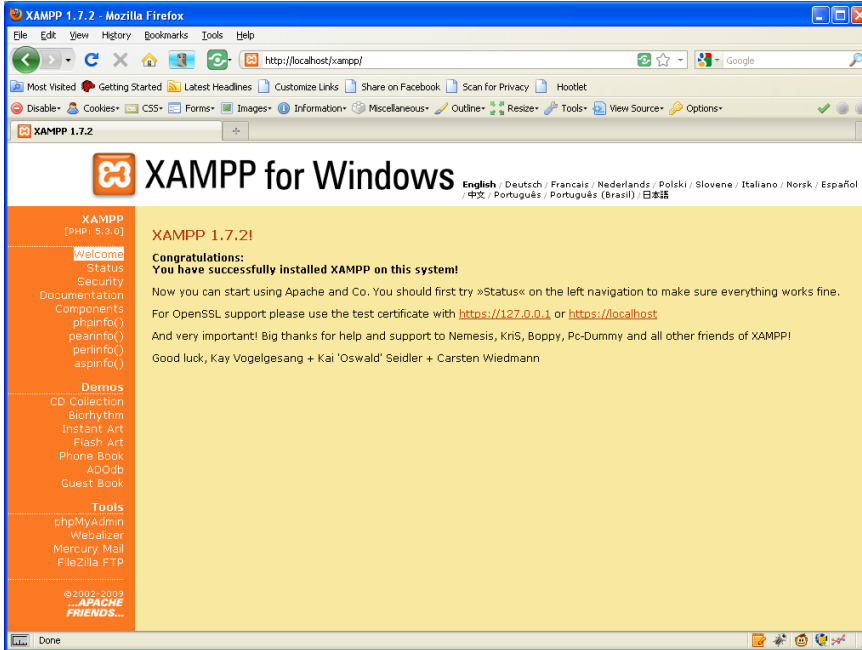 XAMPP 1.7.2 - Mozilla Firefox
File Edit View History Bookmarks Tools Help
http://localhost/xampp/
Google
Most Visited Getting Started Latest Headlines Customize Links Share on Facebook Scan for Privacy Hootlet
Disable Cookies CSS Forms Images Information Miscellaneous Outline Resize Tools View Source Options
XAMPP 1.7.2
XAMPP for Windows
English / Deutsch / Francais / Nederlands / Polski / Slovene / Italiano / Norsk / Español
/ 中文 / Português / Português (Brasil) / 日本語
XAMPP
[PHP: 5.3.0]
Welcome
Status
Security
Documentation
Components
phpinfo()
pearinfo()
perlinfo()
aspinfo()
Demos
CD Collection
Biorhythm
Instant Art
Flash Art
Phone Book
ADOdb
Guest Book
Tools
phpMyAdmin
Webalizer
Mercury Mail
FileZilla FTP
©2002-2009
...APACHE
FRIENDS...
XAMPP 1.7.2!
Congratulations:
You have successfully installed XAMPP on this system!
Now you can start using Apache and Co. You should first try »Status« on the left navigation to make sure everything works fine.
For OpenSSL support please use the test certificate with https://127.0.0.1 or https://localhost
And very important! Big thanks for help and support to Nemesis, KriS, Boppy, Pc-Dummy and all other friends of XAMPP!
Good luck, Kay Vogelgesang + Kai 'Oswald' Seidler + Carsten Wiedmann
Done